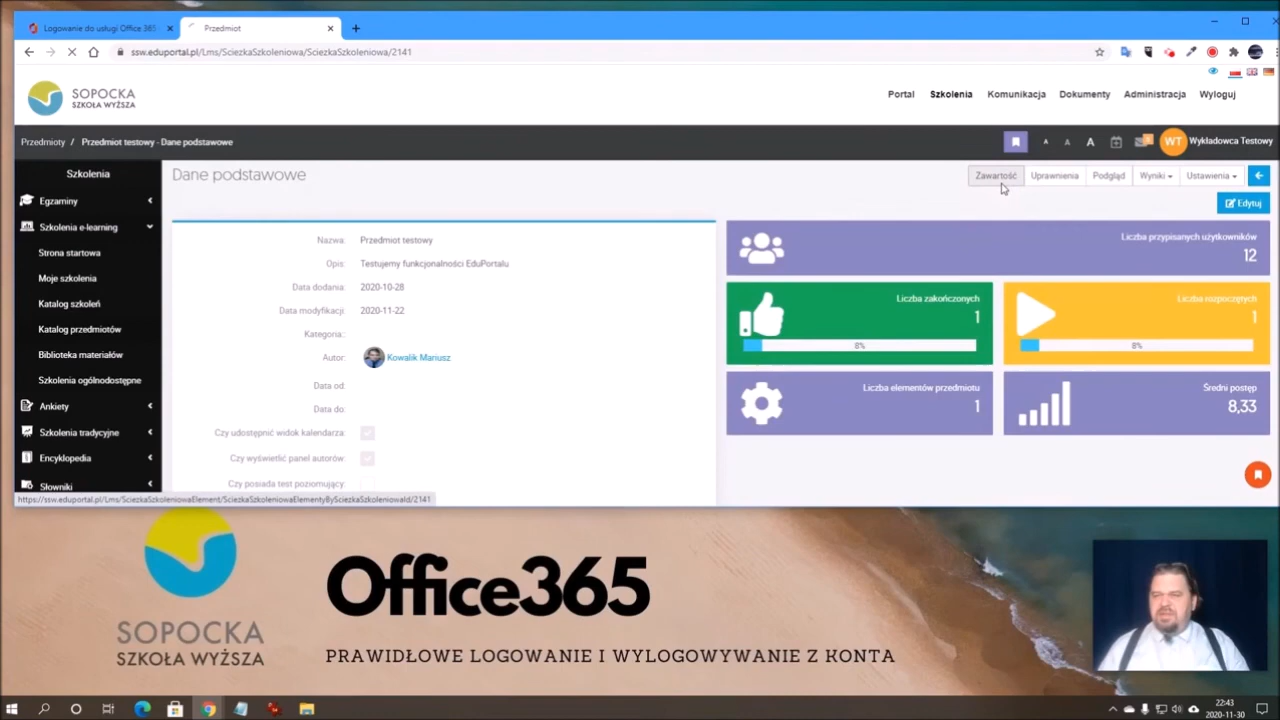 Logowanie do usługi Office 365
Przedmiot
ssw.eduportal.pl/Lms/SciezkaSzkoleniowa/SciezkaSzkoleniowa/2141
SOPOCKA
SZKOŁA WYŻSZA
Portal
Szkolenia
Komunikacja
Dokumenty
Administracja
Wyloguj
Przedmioty / Przedmiot testowy - Dane podstawowe
A A A
WT
Wykładowca Testowy
Szkolenia
Egzaminy
Szkolenia e-learning
Strona startowa
Moje szkolenia
Katalog szkoleń
Katalog przedmiotów
Biblioteka materiałów
Szkolenia ogólnodostępne
Ankiety
Szkolenia tradycyjne
Encyklopedia
Słowniki
Dane podstawowe
Zawartość
Uprawnienia
Podgląd
Wyniki
Ustawienia
Edytuj
Nazwa: Przedmiot testowy
Opis: Testujemy funkcjonalności EduPortalu
Data dodania: 2020-10-28
Data modyfikacji: 2020-11-22
Kategoria::
Autor: Kowalik Mariusz
Data od:
Data do:
Czy udostępnić widok kalendarza:
Czy wyświetlić panel autorów:
Czy posiada test poziomujący:
Liczba przypisanych użytkowników
12
Liczba zakończonych
1
8%
Liczba rozpoczętych
1
8%
Liczba elementów przedmiotu
1
Średni postęp
8,33
https://ssw.eduportal.pl/Lms/SciezkaSzkoleniowaElement/SciezkaSzkoleniowaElementyBySciezkaSzkoleniowaId/2141
SOPOCKA
SZKOŁA WYŻSZA
Office365
PRAWIDŁOWE LOGOWANIE I WYLOGOWYWANIE Z KONTA
22:43
2020-11-30